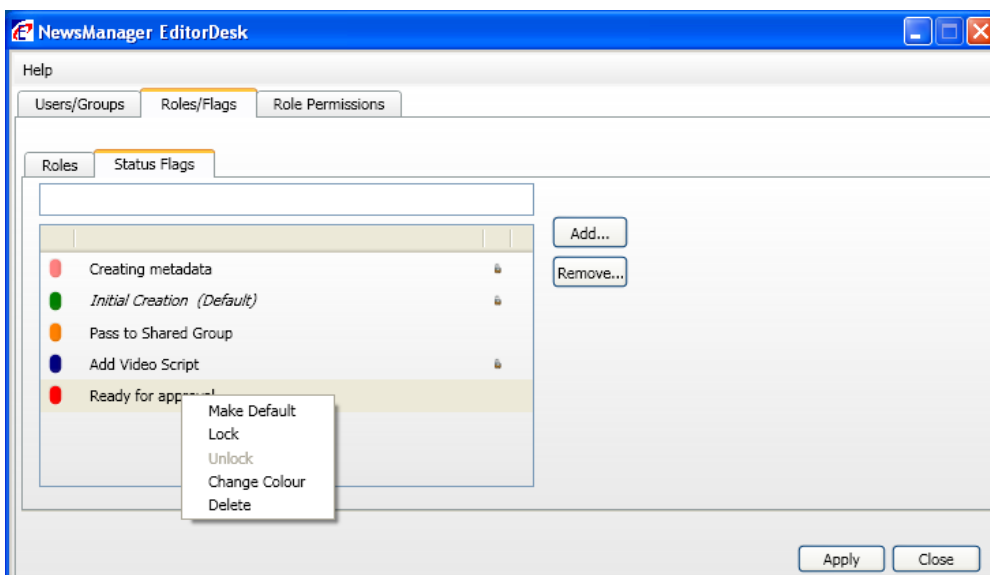 NewsManager EditorDesk
Help
Users/Groups Roles/Flags Role Permissions
Roles Status Flags
Add...
Creating metadata
Remove...
Initial Creation (Default)
Pass to Shared Group
Add Video Script
Ready for approval
Make Default
Lock
Unlock
Change Colour
Delete
Apply Close